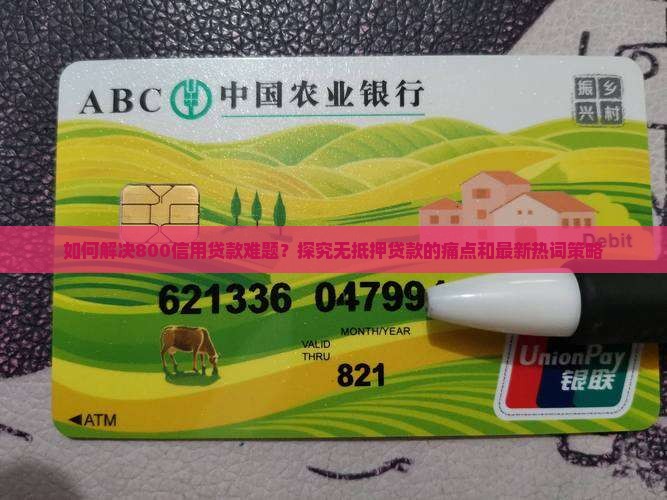 ABC 中国农业银行
振乡
兴村
如何解决800信用贷款难题？探究无抵押贷款的痛点和最新热词策略
Debit
621336 04799
MONTH/YEAR
VALID
THRU
821
UnionPay
银联
ATM